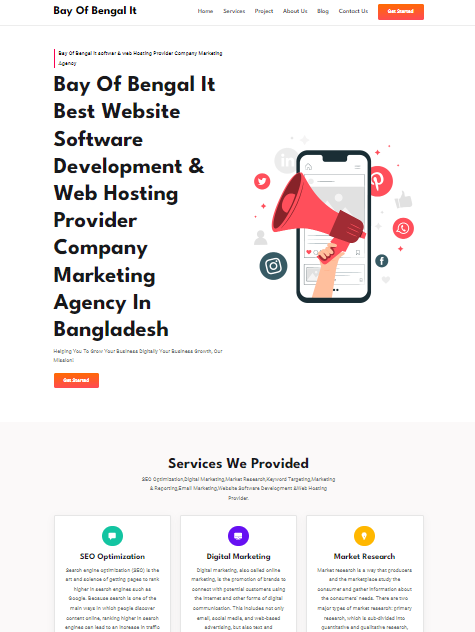 Bay Of Bengal It
Home Services Project About Us Blog Contact Us Get Started
Bay Of Bengal It softwer & web Hosting Provider Company Marketing
Agency
Bay Of Bengal It
Best Website
Software
Development &
Web Hosting
Provider
Company
Marketing
Agency In
Bangladesh
Helping You To Grow Your Business Digitally Your Business Growth, Our
Mission!
Get Started
Services We Provided
SEO Optimization,Digital Marketing,Market Research,Keyword Targeting,Marketing
& Reporting,Email Marketing,Website Software Development &Web Hosting
Provider.
SEO Optimization
Search engine optimization (SEO) is the
art and science of getting pages to rank
higher in search engines such as
Google. Because search is one of the
main ways in which people discover
content online, ranking higher in search
engines can lead to an increase in traffic
Digital Marketing
Digital marketing, also called online
marketing, is the promotion of brands to
connect with potential customers using
the internet and other forms of digital
communication. This includes not only
email, social media, and web-based
advertising, but also text and
Market Research
Market research is a way that producers
and the marketplace study the
consumer and gather information about
the consumers' needs. There are two
major types of market research: primary
research, which is sub-divided into
quantitative and qualitative research,